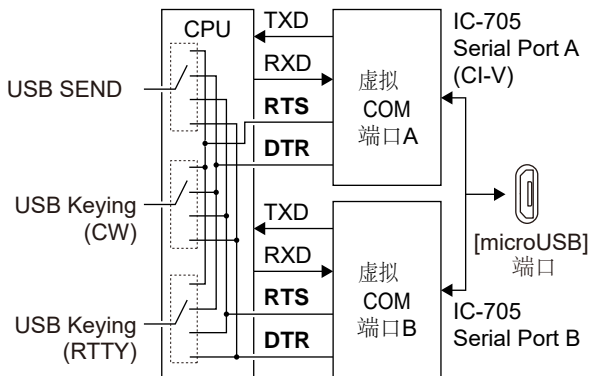 CPU
USB SEND
USB Keying
(CW)
USB Keying
(RTTY)
TXD
RXD
RTS
DTR
虚拟
COM
端口A
IC-705
Serial Port A
(CI-V)
TXD
RXD
RTS
DTR
虚拟
COM
端口B
[microUSB]
端口
IC-705
Serial Port B